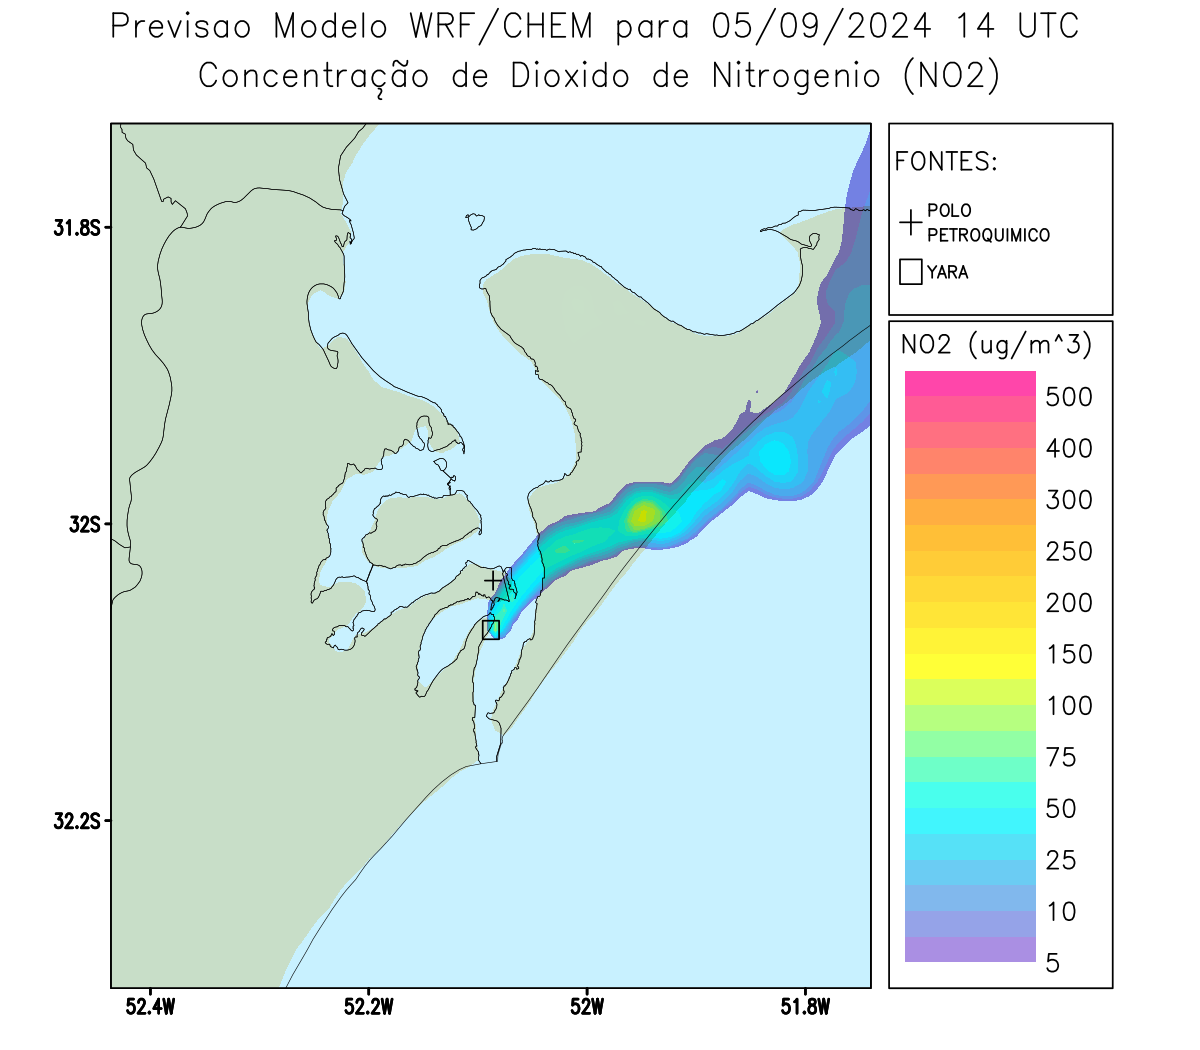 Previsao Modelo WRF/CHEM para 05/09/2024 14 UTC
Concentração de Dioxido de Nitrogenio (NO2)
FONTES:
POLO
PETROQUIMICO
YARA
31.8S
32S
32.2S
52.4W
52.2W
52W
51.8W
NO2 (ug/m^3)
500
400
300
250
200
150
100
75
50
25
10
5